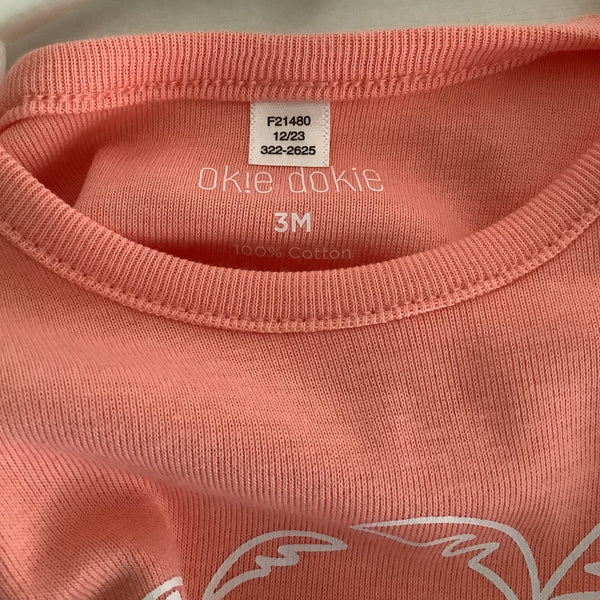 F21480
12/23
322-2625
okie dokie
3M
100% Cotton